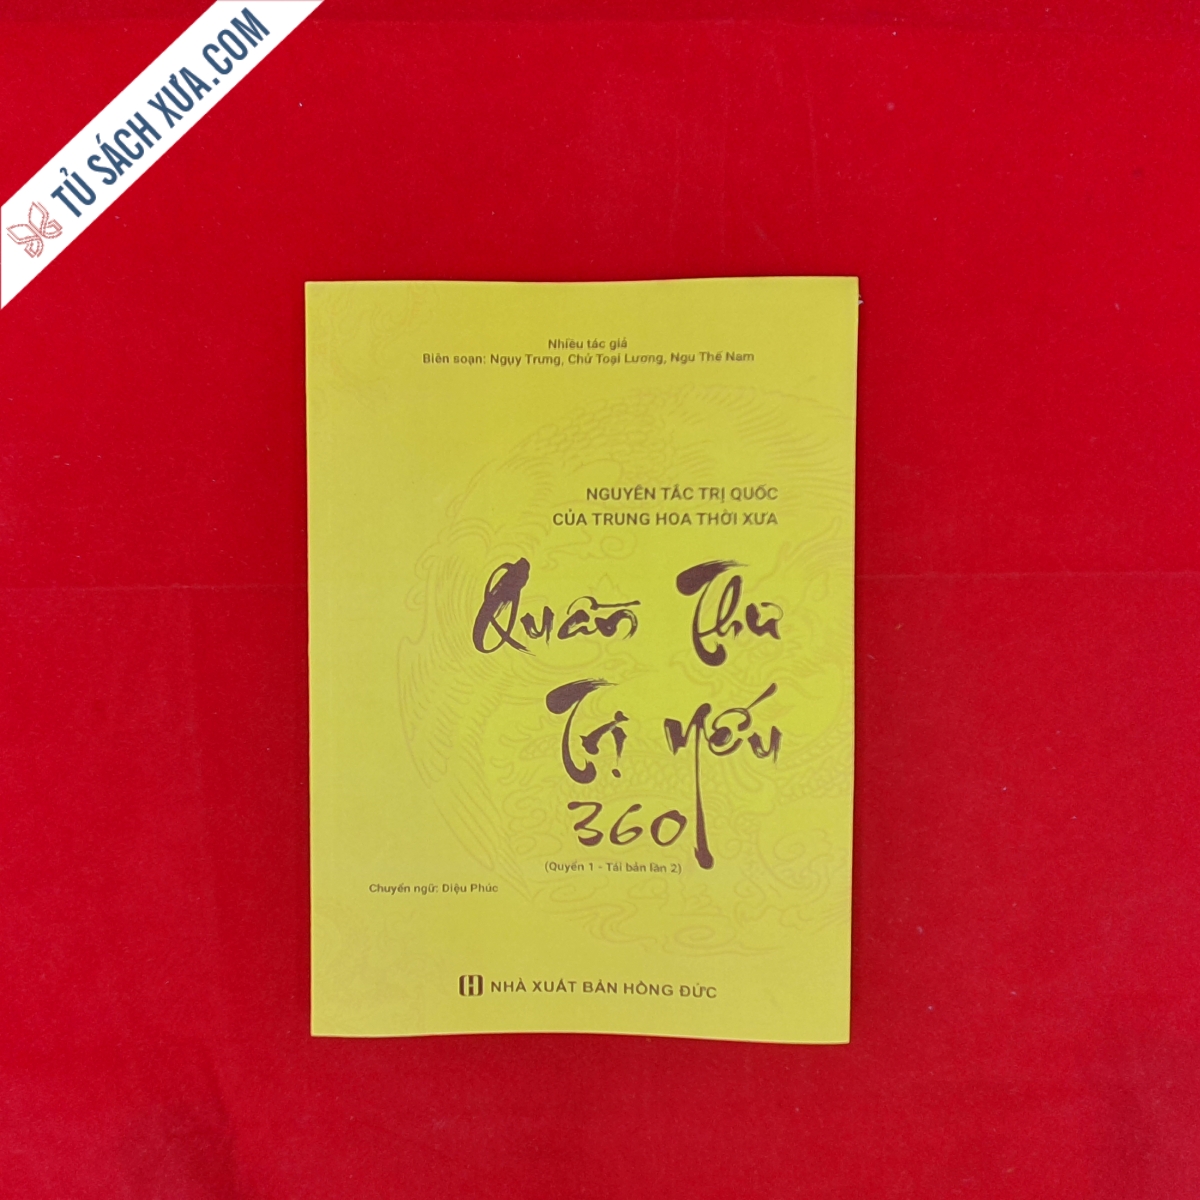 TỦ SÁCH XƯA.COM
Nhiều tác giả
Biên soạn: Ngụy Trưng, Chử Toại Lương, Ngu Thế Nam
NGUYÊN TẮC TRỊ QUỐC
CỦA TRUNG HOA THỜI XƯA
Quần Thư
Trị yếu
360
(Quyển 1 - Tái bản lần 2)
Chuyển ngữ: Diệu Phúc
NHÀ XUẤT BẢN HỒNG ĐỨC